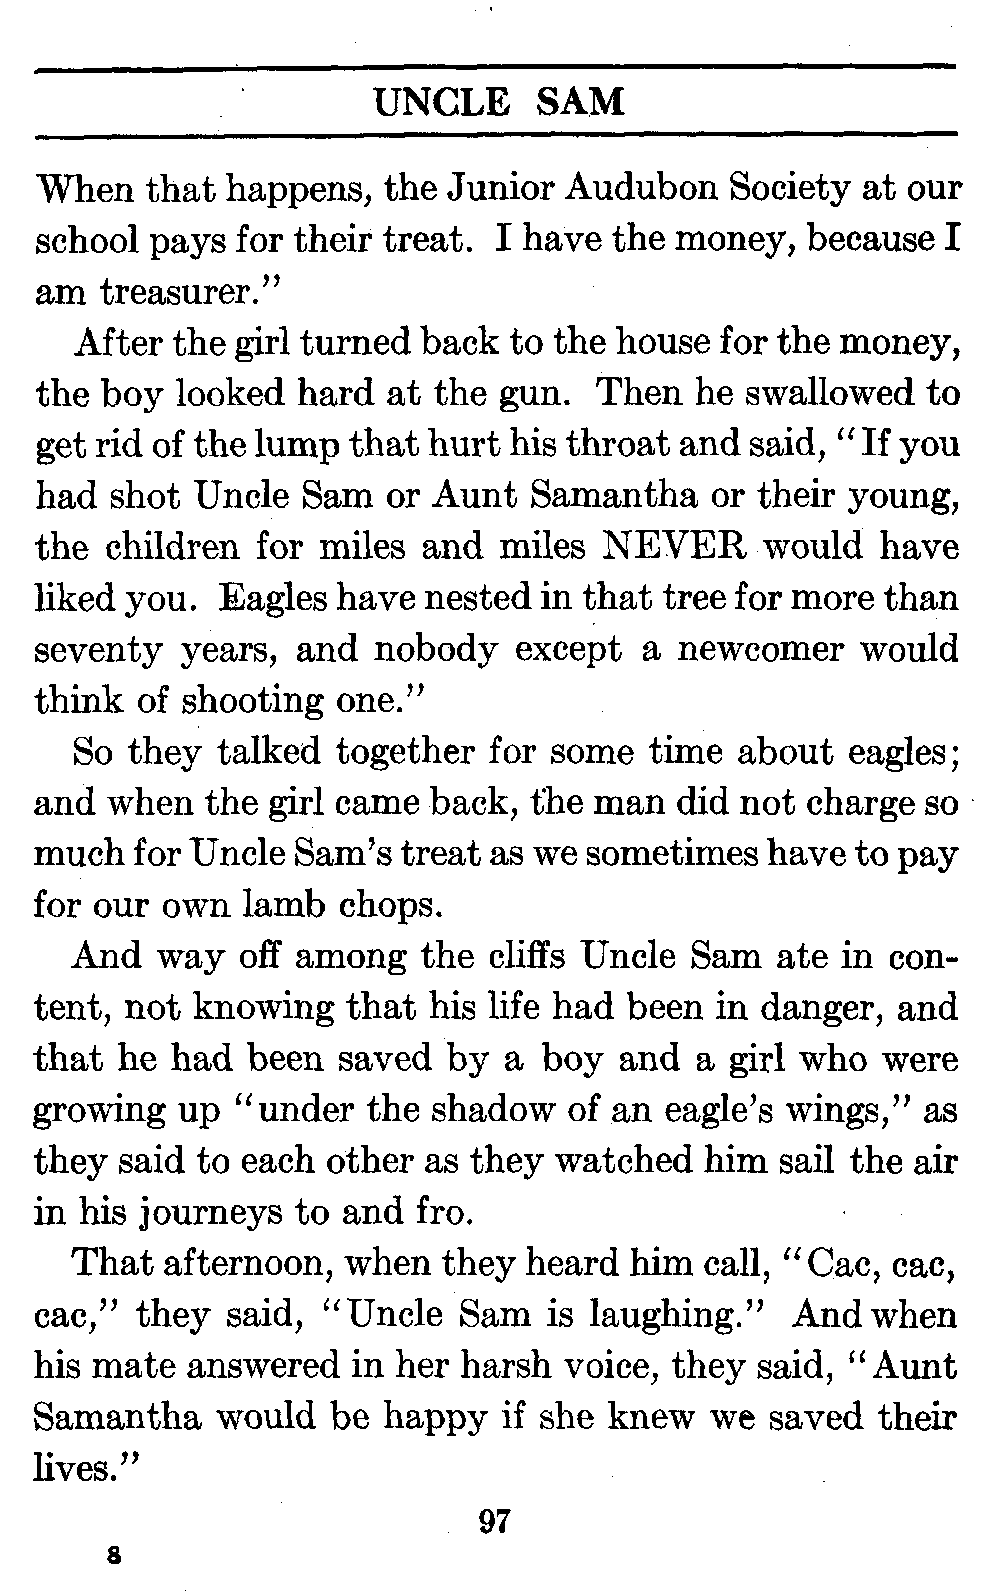 UNCLE SAM
When that happens, the Junior Audubon Society at our
school pays for their treat. I have the money, because I
am treasurer."
After the girl turned back to the house for the money,
the boy looked hard at the gun. Then he swallowed to
get rid of the lump that hurt his throat and said, "If you
had shot Uncle Sam or Aunt Samantha or their young,
the children for miles and miles NEVER would have
liked you. Eagles have nested in that tree for more than
seventy years, and nobody except a newcomer would
think of shooting one."
So they talked together for some time about eagles;
and when the girl came back, the man did not charge so
much for Uncle Sam's treat as we sometimes have to pay
for our own lamb chops.
And way off among the cliffs Uncle Sam ate in con-
tent, not knowing that his life had been in danger, and
that he had been saved by a boy and a girl who were
growing up "under the shadow of an eagle's wings," as
they said to each other as they watched him sail the air
in his journeys to and fro.
That afternoon, when they heard him call, "Cac, cac,
cac," they said, "Uncle Sam is laughing." And when
his mate answered in her harsh voice, they said, "Aunt
Samantha would be happy if she knew we saved their
lives."
97
8